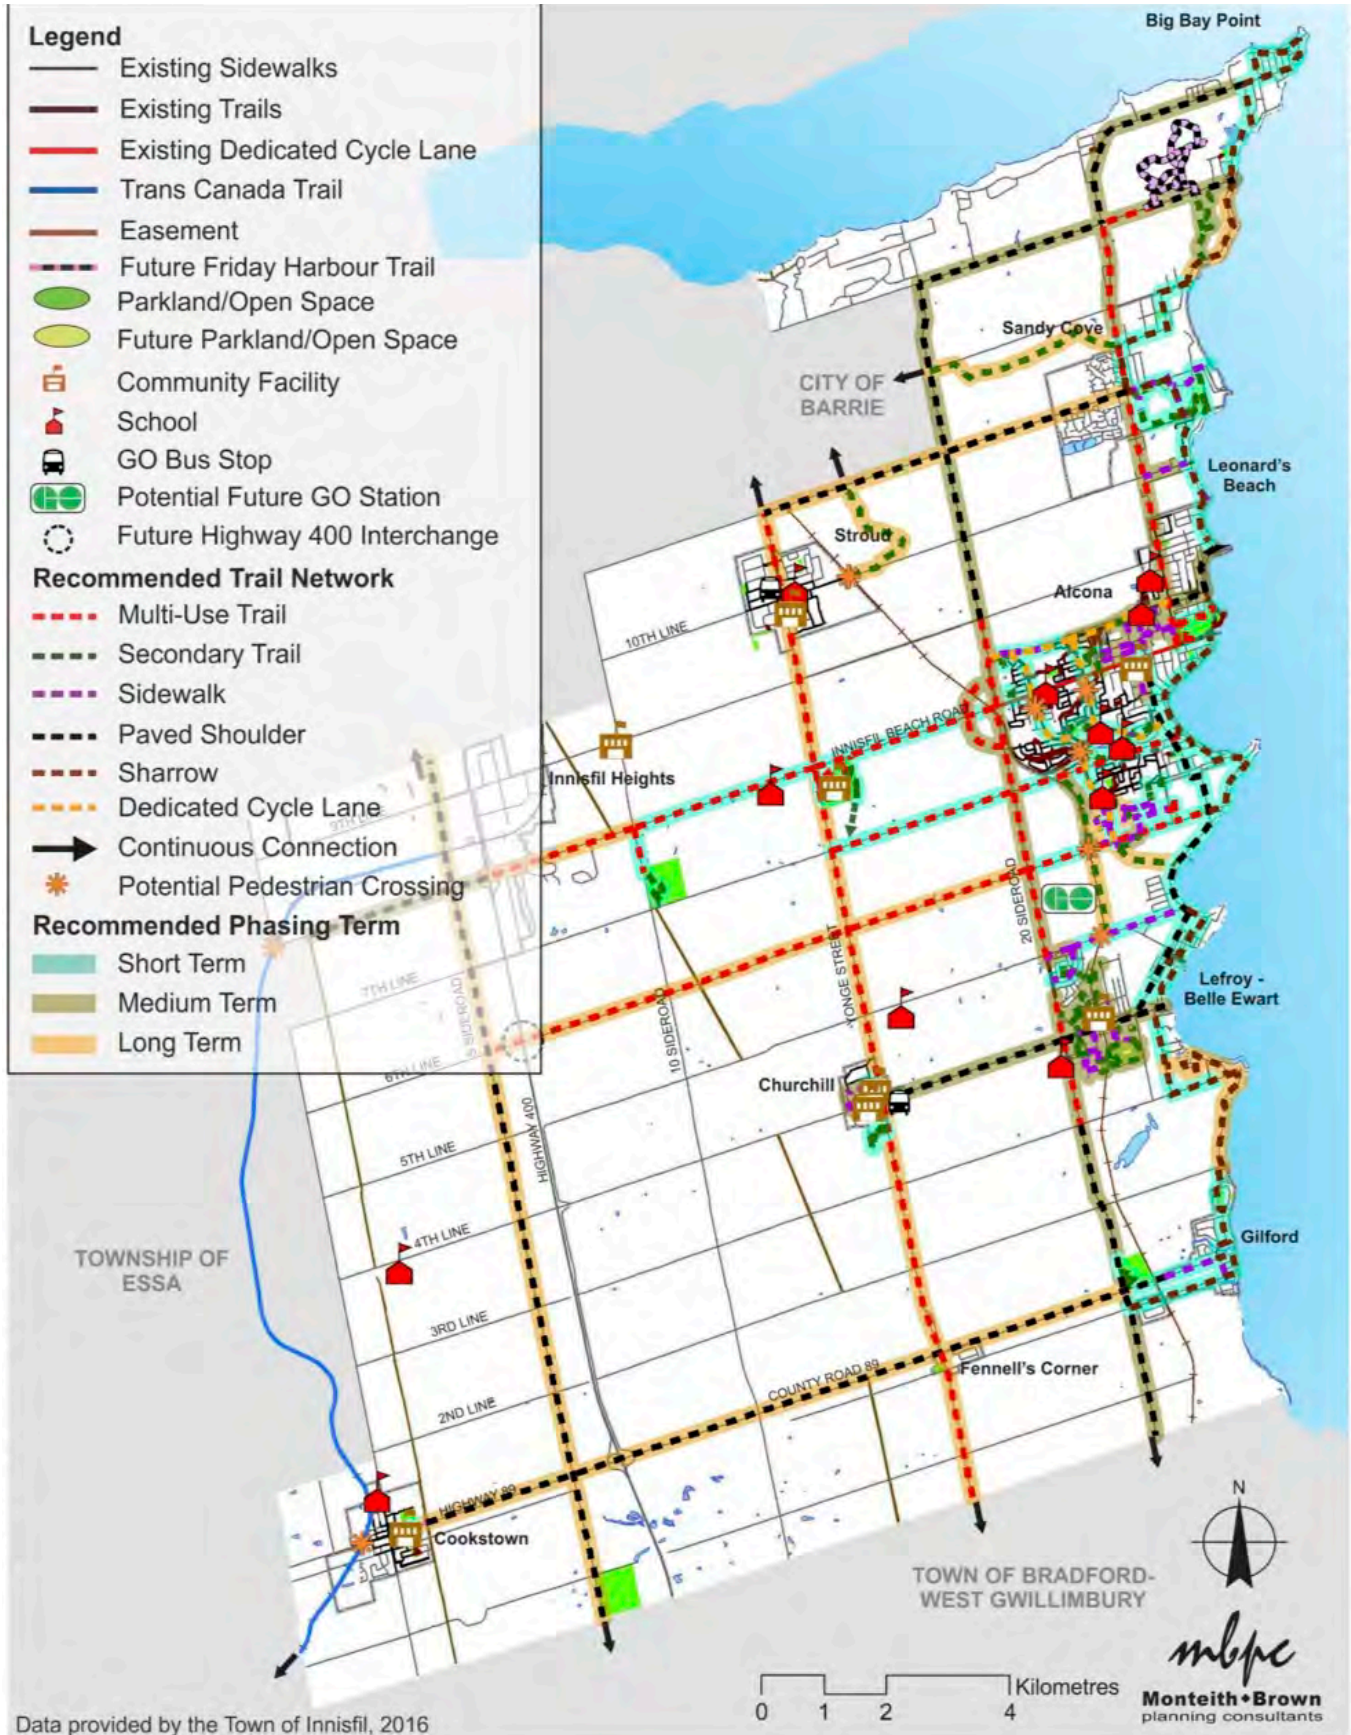 Legend
Existing Sidewalks
Existing Trails
Existing Dedicated Cycle Lane
Trans Canada Trail
Easement
Future Friday Harbour Trail
Parkland/Open Space
Future Parkland/Open Space
Community Facility
School
GO Bus Stop
GO
Potential Future GO Station
Future Highway 400 Interchange
Recommended Trail Network
Multi-Use Trail
Secondary Trail
Sidewalk
Paved Shoulder
Sharrow
Dedicated Cycle Lane
Continuous Connection
Potential Pedestrian Crossing
Recommended Phasing Term
Short Term
Medium Term
Long Term
Big Bay Point
Sandy Cove
CITY OF
BARRIE
Leonard's
Beach
Stroud
Alcona
10TH LINE
INNISFIL BEACH ROAD
Innisfil Heights
9TH LINE
20 SIDEROAD
GO
YONGE STREET
7TH LINE
5 SIDEROAD
10 SIDEROAD
Lefroy -
Belle Ewart
6TH LINE
Churchill
HIGHWAY 400
5TH LINE
4TH LINE
TOWNSHIP OF
ESSA
Gilford
3RD LINE
Fennell's Corner
COUNTY ROAD 89
2ND LINE
HIGHWAY 89
Cookstown
N
TOWN OF BRADFORD-
WEST GWILLIMBURY
mbpc
Monteith Brown
planning consultants
Kilometres
0 1 2 4
Data provided by the Town of Innisfil, 2016